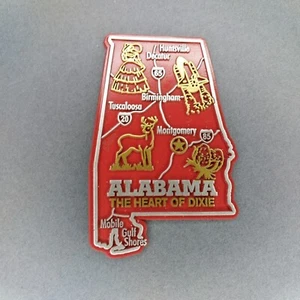 Huntsville
Decatur
65
Birmingham
Tuscaloosa
20
Montgomery
85
ALABAMA
THE HEART OF DIXIE
Mobile
Gulf
Shores